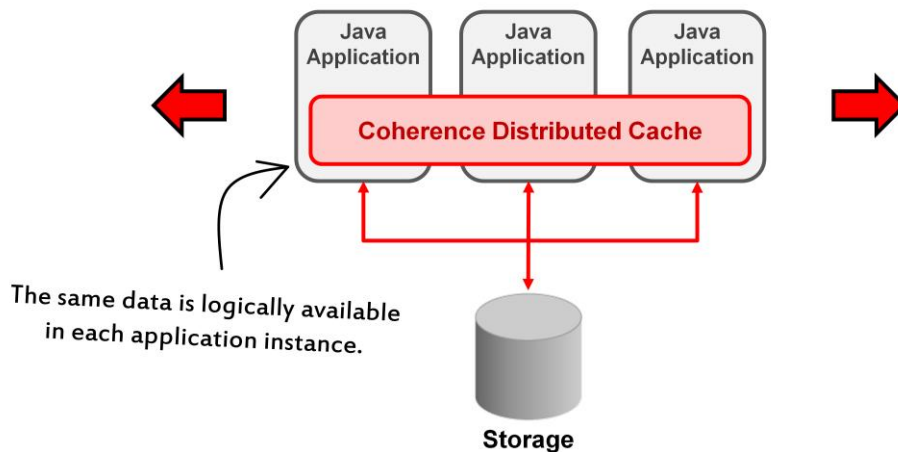 Java
Application
Java
Application
Java
Application
Coherence Distributed Cache
The same data is logically available
in each application instance.
Storage